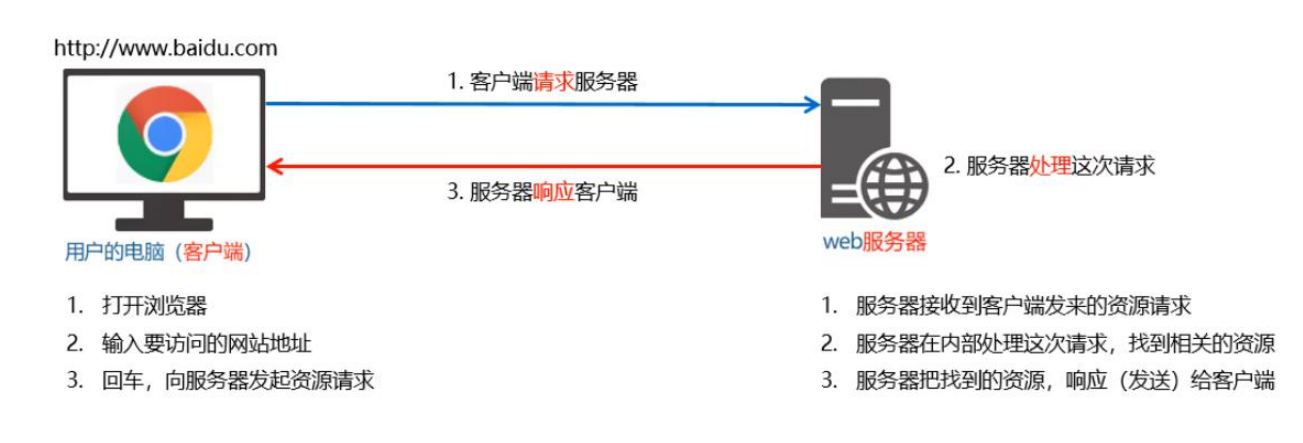 http://www.baidu.com
1. 客户端请求服务器
2. 服务器处理这次请求
3. 服务器响应客户端
用户的电脑（客户端）
web服务器
1. 打开浏览器
2. 输入要访问的网站地址
3. 回车，向服务器发起资源请求
1. 服务器接收到客户端发来的资源请求
2. 服务器在内部处理这次请求，找到相关的资源
3. 服务器把找到的资源，响应（发送）给客户端